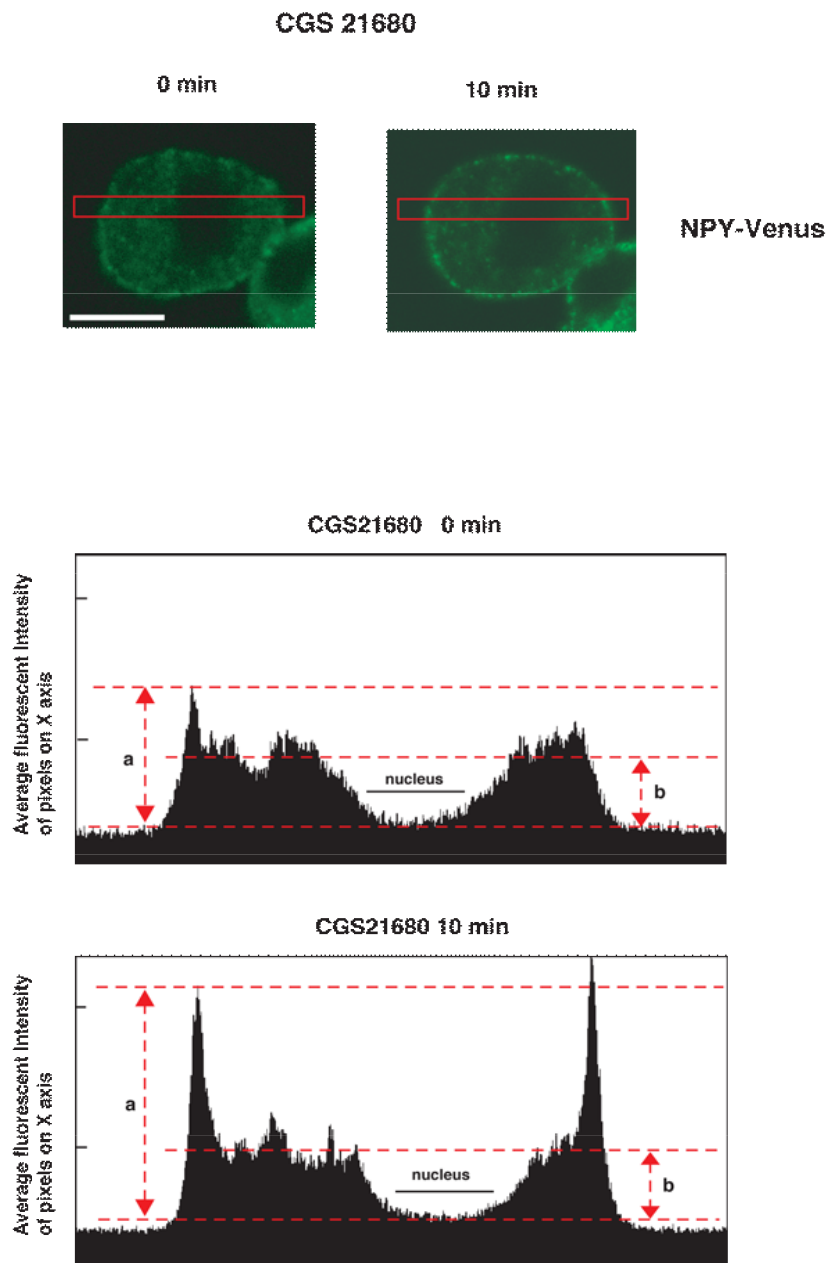 CGS 21680
0 min
10 min
NPY-Venus
CGS21680 0 min
Average fluorescent Intensity
of pixels on X axis
a
nucleus
b
CGS21680 10 min
Average fluorescent Intensity
of pixels on X axis
a
nucleus
b